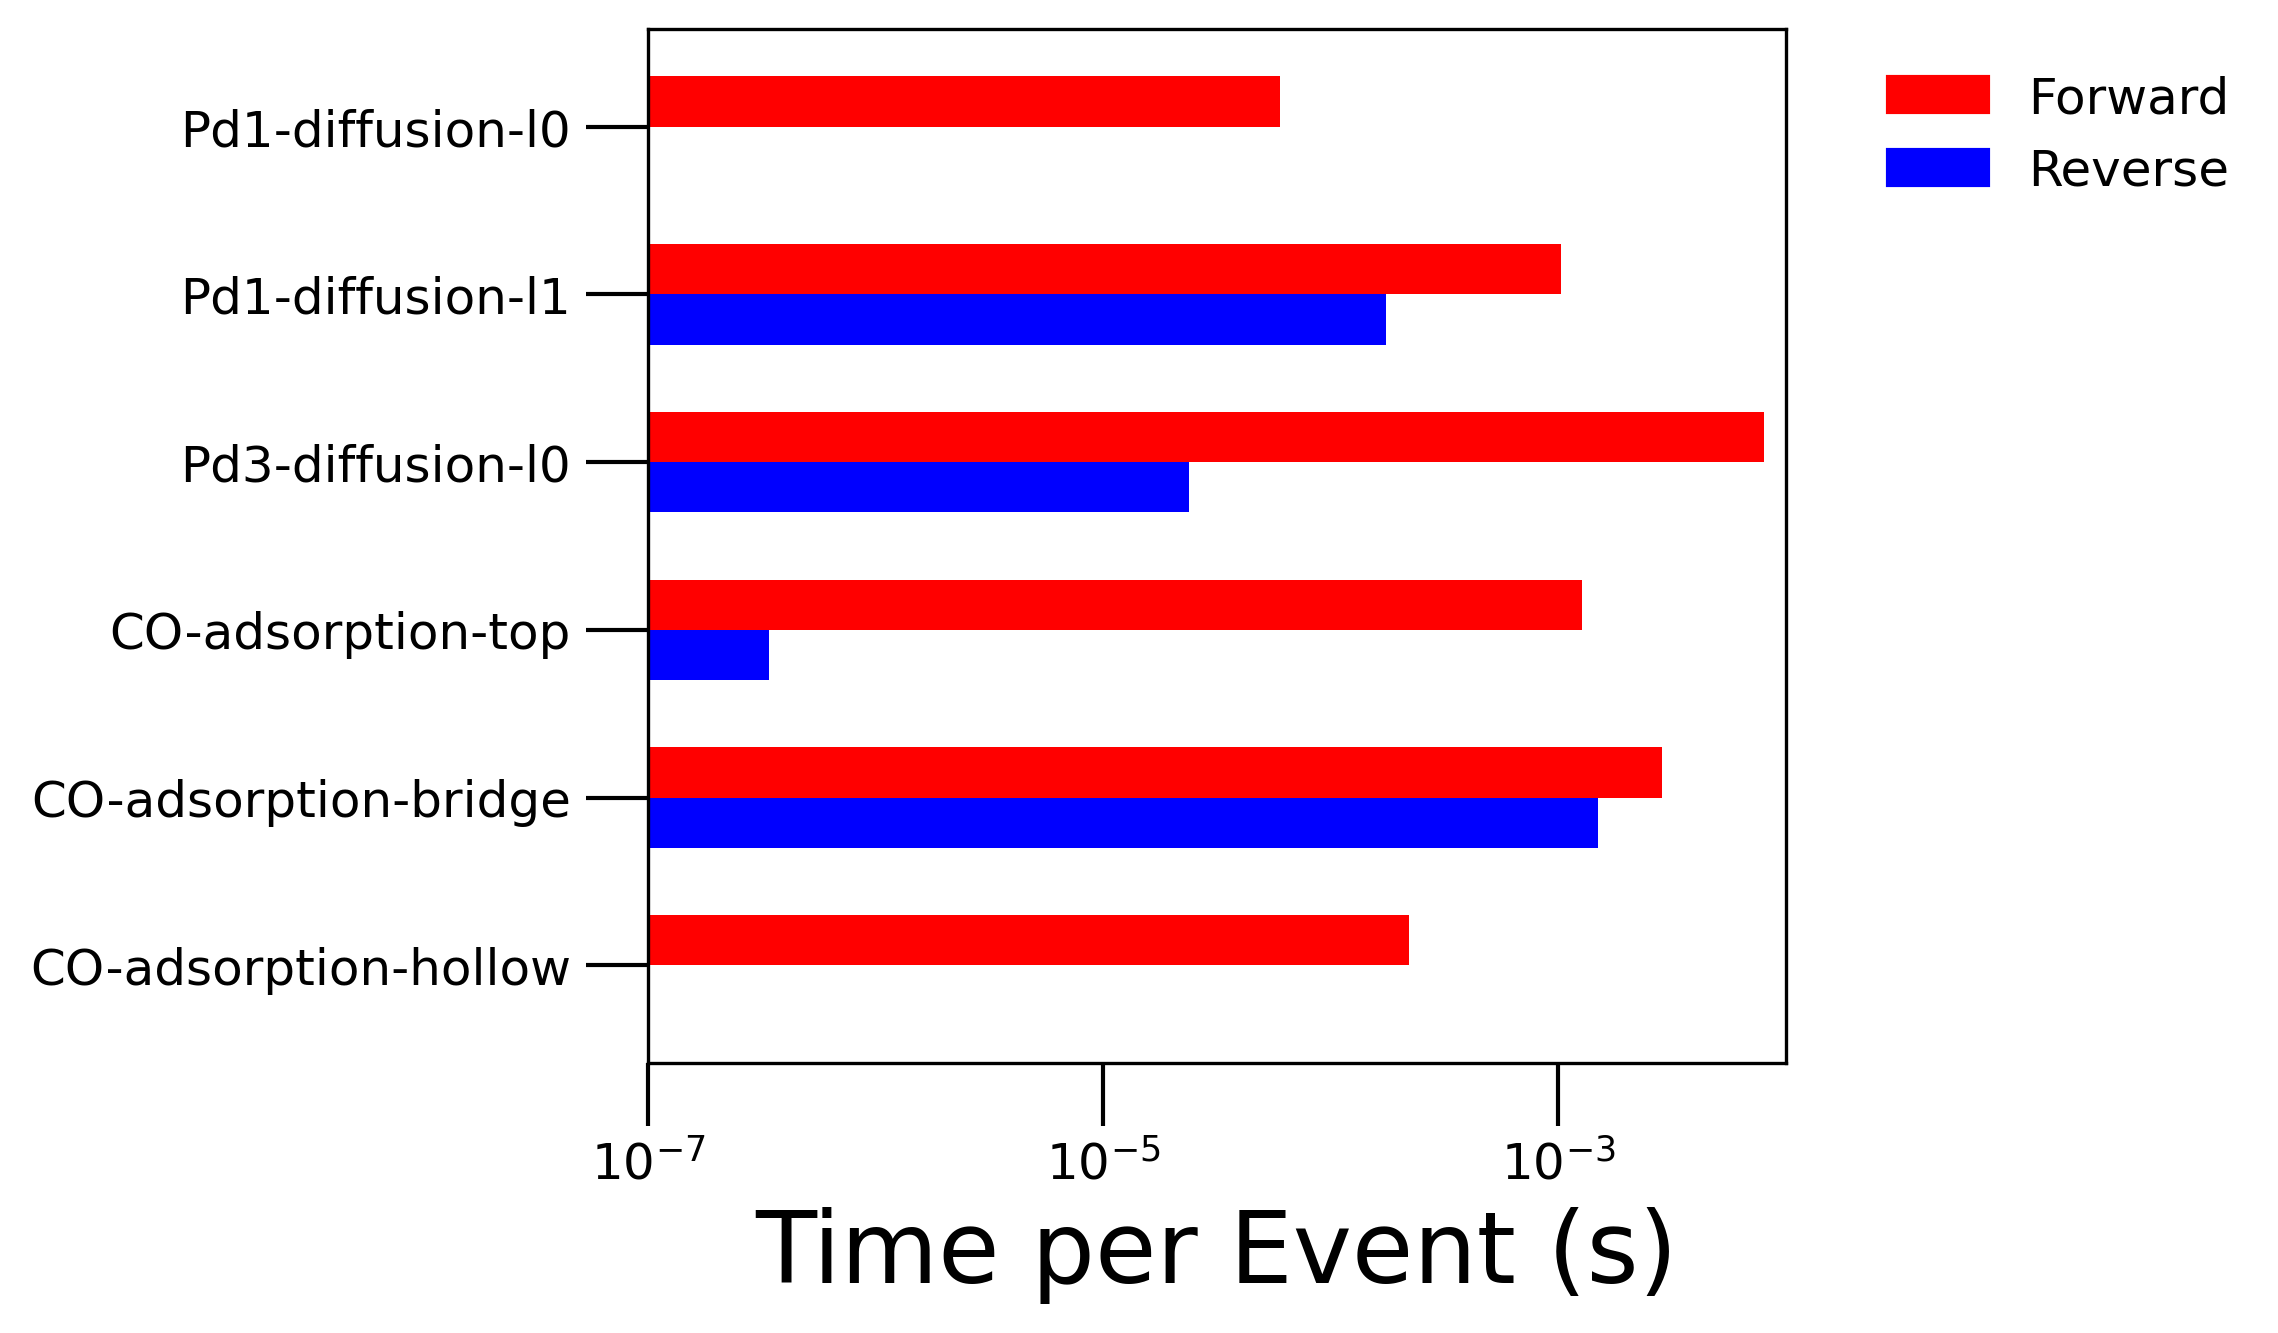 Pd1-diffusion-l0
Pd1-diffusion-l1
Pd3-diffusion-l0
CO-adsorption-top
CO-adsorption-bridge
CO-adsorption-hollow
10⁻⁷ 10⁻⁵ 10⁻³
Time per Event (s)
Forward
Reverse